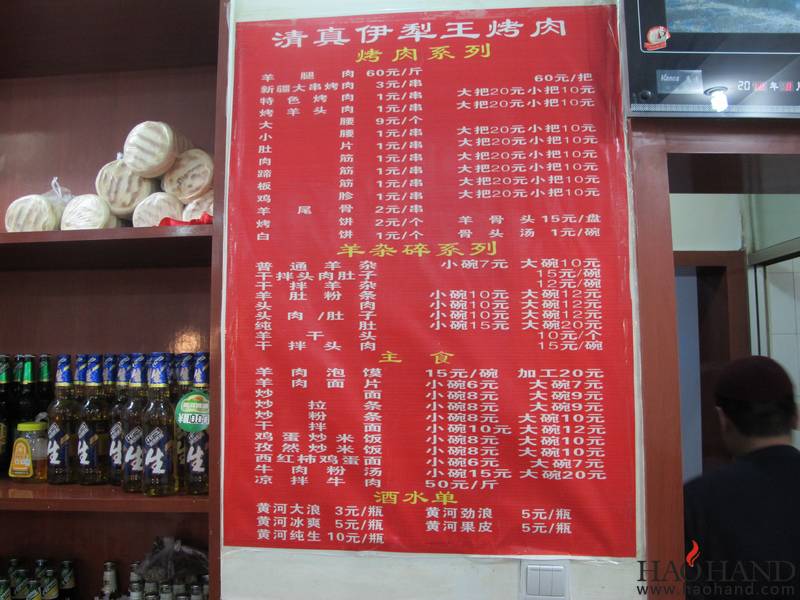 清真伊犁王烤肉
烤肉系列
羊腿肉 60元/斤 60元/把
新疆大串烤肉 3元/串
特色烤肉 1元/串 大把20元小把10元
烤羊头肉 1元/串 大把20元小把10元
大腰 9元/个
小腰 1元/串 大把20元小把10元
肚片 1元/串 大把20元小把10元
肉筋 1元/串 大把20元小把10元
蹄筋 1元/串 大把20元小把10元
板筋 1元/串 大把20元小把10元
鸡胗 1元/串 大把20元小把10元
羊尾骨 2元/串
烤饼 2元/个 羊骨头 15元/盘
白饼 1元/个 骨头汤 1元/碗
羊杂碎系列
普通羊杂 小碗7元 大碗10元
干拌头肉肚子 15元/碗
干拌羊杂 12元/碗
羊肚粉条 小碗10元 大碗12元
头肉 小碗10元 大碗12元
头肉/肚子 小碗10元 大碗12元
纯肚 小碗15元 大碗20元
羊干头 10元/个
干拌头肉 15元/碗
主食
羊肉泡馍 15元/碗 加工20元
羊肉面片 小碗6元 大碗7元
炒面 小碗8元 大碗9元
炒拉条 小碗8元 大碗9元
炒粉条 小碗8元 大碗10元
干拌面 小碗10元 大碗12元
鸡蛋炒米饭 小碗8元 大碗10元
孜然炒米饭 小碗8元 大碗10元
西红柿鸡蛋面 小碗6元 大碗7元
牛肉粉汤 小碗15元 大碗20元
凉拌牛肉 50元/斤
酒水单
黄河大浪 3元/瓶 黄河劲浪 5元/瓶
黄河冰爽 5元/瓶 黄河果皮 5元/瓶
黄河纯生 10元/瓶
生
生
生
HAOHAND
www.haohand.com